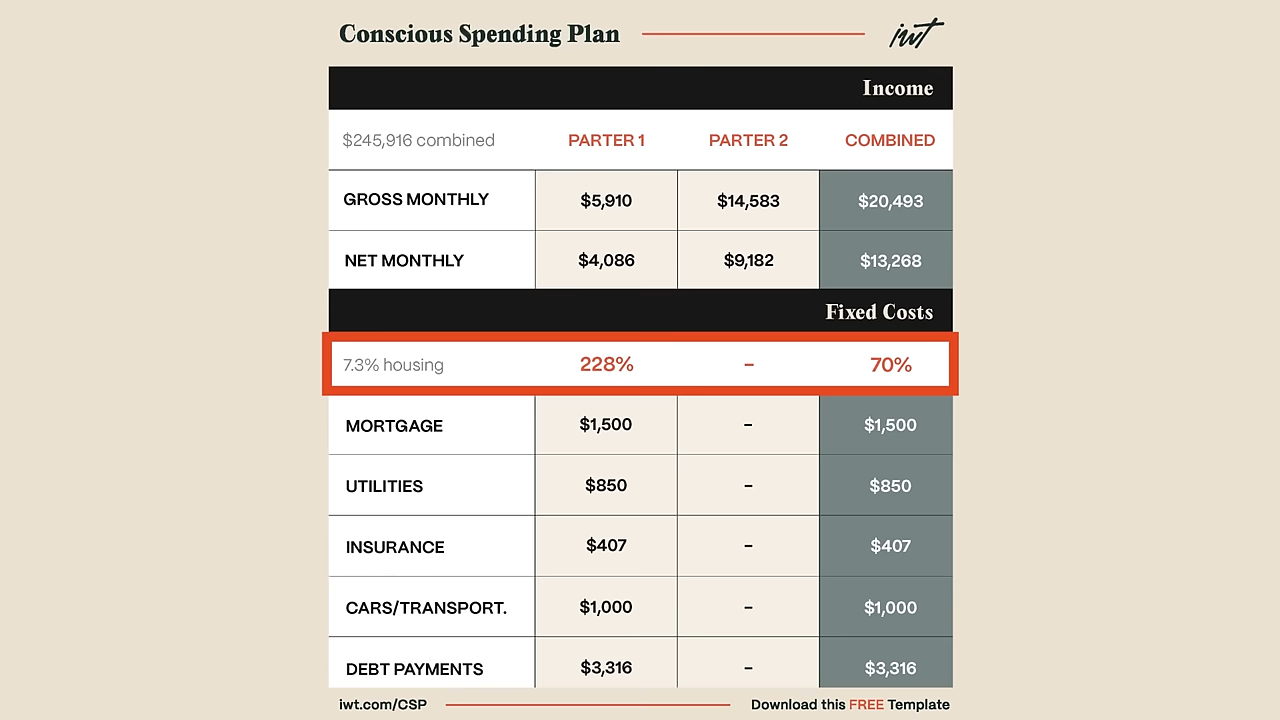 Conscious Spending Plan iwt
Income
$245,916 combined PARTER 1 PARTER 2 COMBINED
GROSS MONTHLY $5,910 $14,583 $20,493
NET MONTHLY $4,086 $9,182 $13,268
Fixed Costs
7.3% housing 228% – 70%
MORTGAGE $1,500 – $1,500
UTILITIES $850 – $850
INSURANCE $407 – $407
CARS/TRANSPORT. $1,000 – $1,000
DEBT PAYMENTS $3,316 – $3,316
iwt.com/CSP Download this FREE Template